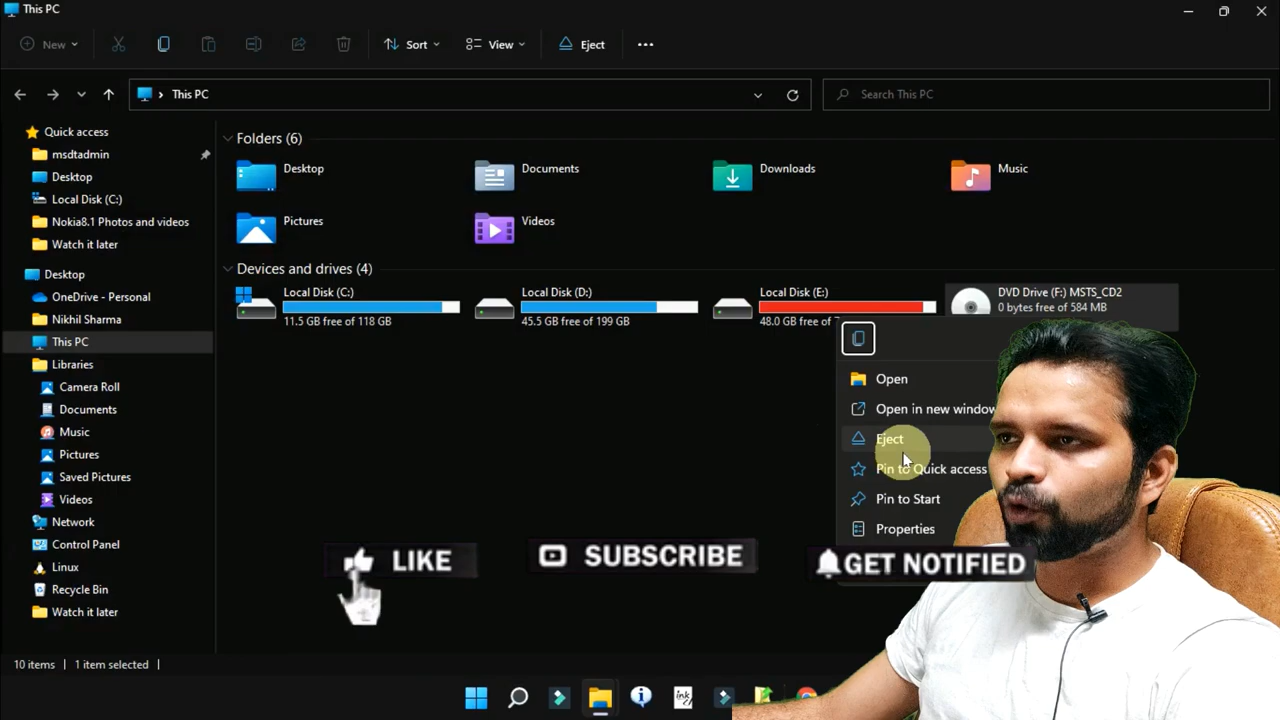 This PC
New
Sort
View
Eject
This PC
Search This PC
Quick access
msdtadmin
Desktop
Local Disk (C:)
Nokia8.1 Photos and videos
Watch it later
Desktop
OneDrive - Personal
Nikhil Sharma
This PC
Libraries
Camera Roll
Documents
Music
Pictures
Saved Pictures
Videos
Network
Control Panel
Linux
Recycle Bin
Watch it later
Folders (6)
Desktop
Documents
Downloads
Music
Pictures
Videos
Devices and drives (4)
Local Disk (C:)
11.5 GB free of 118 GB
Local Disk (D:)
45.5 GB free of 199 GB
Local Disk (E:)
48.0 GB free of
DVD Drive (F:) MSTS_CD2
0 bytes free of 584 MB
Open
Open in new window
Eject
Pin to Quick access
Pin to Start
Properties
LIKE
SUBSCRIBE
GET NOTIFIED
10 items
1 item selected
ink